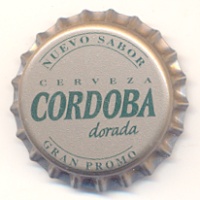 NUEVO SABOR
CERVEZA
CORDOBA
dorada
GRAN PROMO